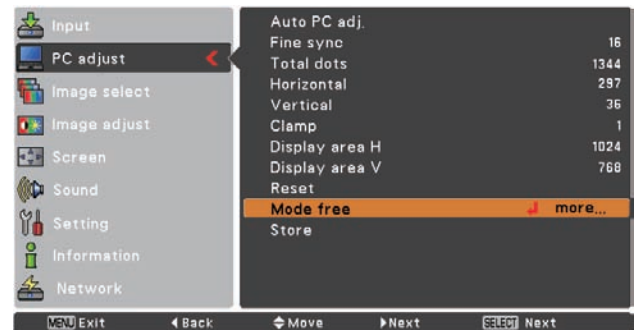 Input
PC adjust
Image select
Image adjust
Screen
Sound
Setting
Information
Network
Auto PC adj.
Fine sync 16
Total dots 1344
Horizontal 297
Vertical 36
Clamp 1
Display area H 1024
Display area V 768
Reset
Mode free more...
Store
MENU Exit Back Move Next SELECT Next